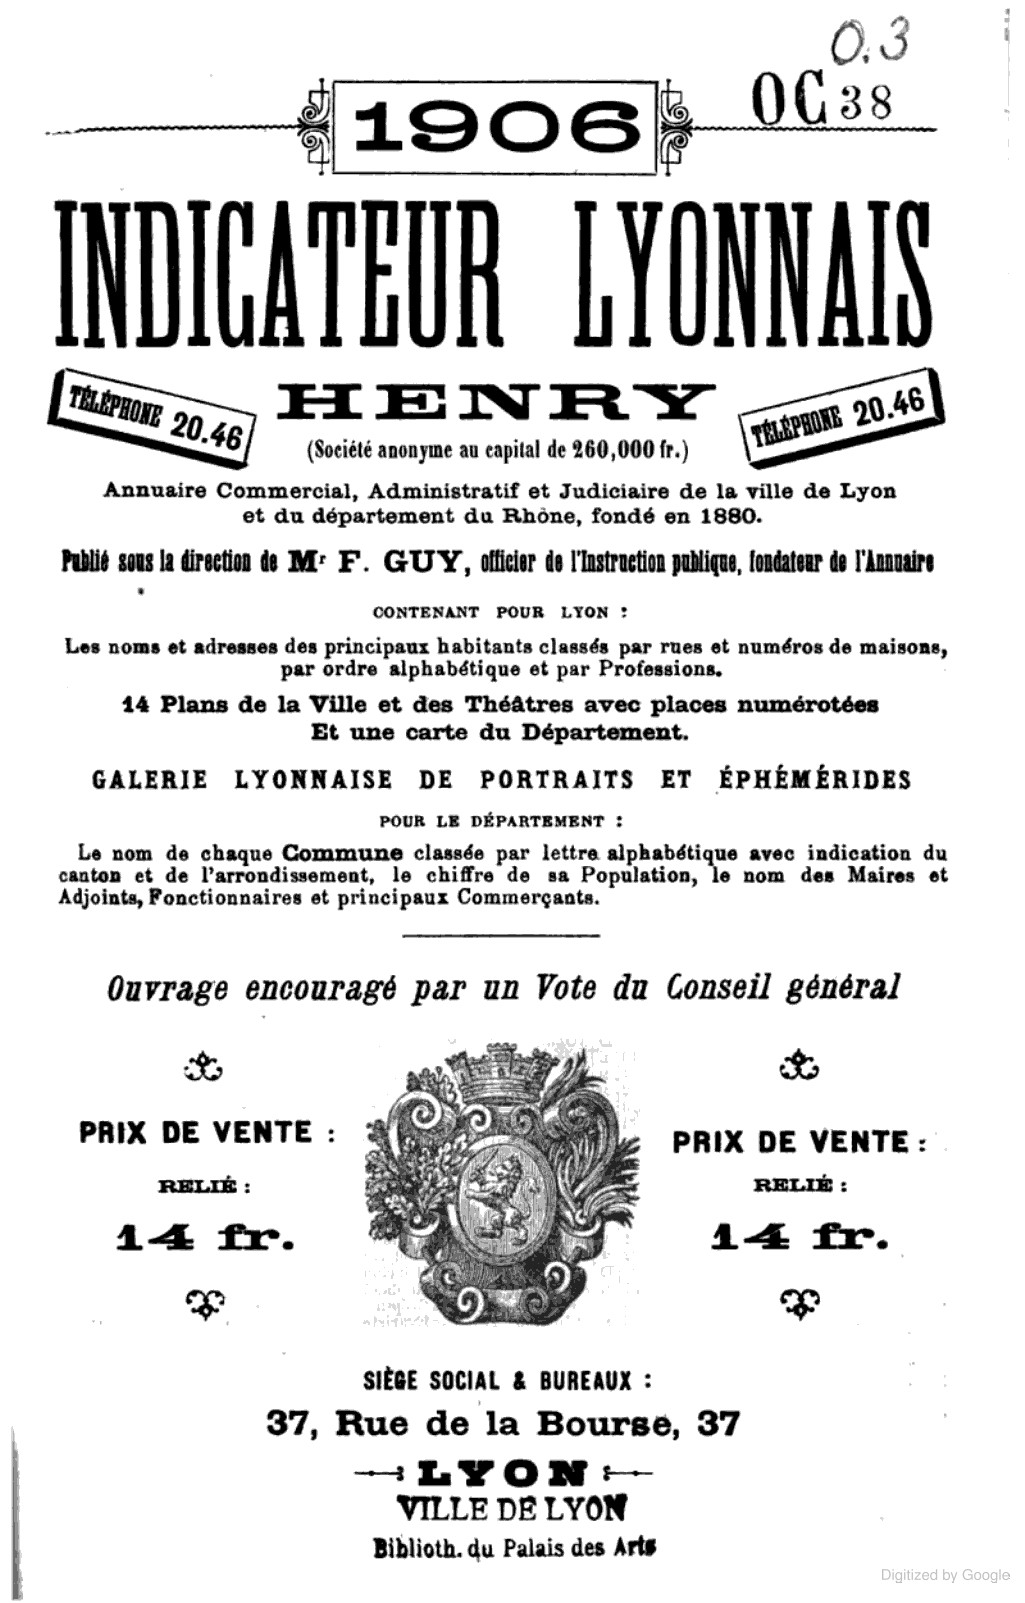 0.3
OC 38
1906
INDICATEUR LYONNAIS
HENRY
TÉLÉPHONE 20.46
TÉLÉPHONE 20.46
(Société anonyme au capital de 260,000 fr.)
Annuaire Commercial, Administratif et Judiciaire de la ville de Lyon
et du département du Rhône, fondé en 1880.
Publié sous la direction de Mr F. GUY, officier de l'Instruction publique, fondateur de l'Annuaire
CONTENANT POUR LYON :
Les noms et adresses des principaux habitants classés par rues et numéros de maisons,
par ordre alphabétique et par Professions.
14 Plans de la Ville et des Théâtres avec places numérotées
Et une carte du Département.
GALERIE LYONNAISE DE PORTRAITS ET ÉPHÉMÉRIDES
POUR LE DÉPARTEMENT :
Le nom de chaque Commune classée par lettre alphabétique avec indication du
canton et de l'arrondissement, le chiffre de sa Population, le nom des Maires et
Adjoints, Fonctionnaires et principaux Commerçants.
Ouvrage encouragé par un Vote du Conseil général
PRIX DE VENTE :
RELIÉ :
14 fr.
PRIX DE VENTE :
RELIÉ :
14 fr.
SIÈGE SOCIAL & BUREAUX :
37, Rue de la Bourse, 37
LYON
VILLE DE LYON
Biblioth. du Palais des Arts
Digitized by Google